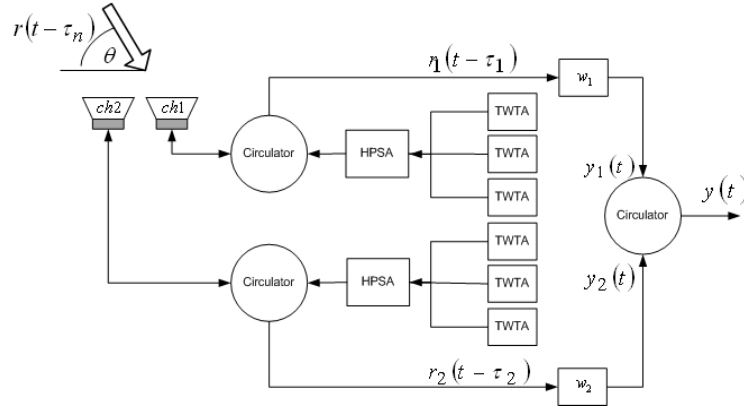 r(t − τn)
θ
ch2
ch1
r1(t − τ1)
w1
Circulator
HPSA
TWTA
TWTA
TWTA
y1(t)
Circulator
y(t)
y2(t)
Circulator
HPSA
TWTA
TWTA
TWTA
r2(t − τ2)
w2